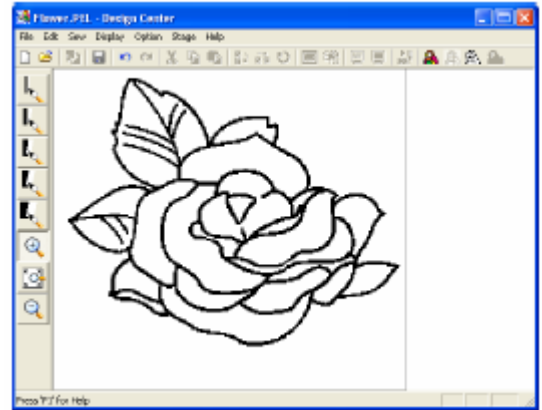 Flower.PEL - Design Center
File Edit Sew Display Option Stage Help
Press 'F1' for Help